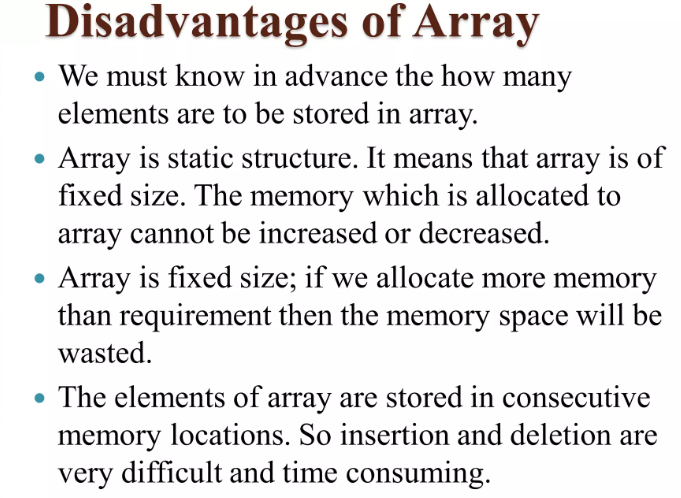 Disadvantages of Array
• We must know in advance the how many
elements are to be stored in array.
• Array is static structure. It means that array is of
fixed size. The memory which is allocated to
array cannot be increased or decreased.
• Array is fixed size; if we allocate more memory
than requirement then the memory space will be
wasted.
• The elements of array are stored in consecutive
memory locations. So insertion and deletion are
very difficult and time consuming.